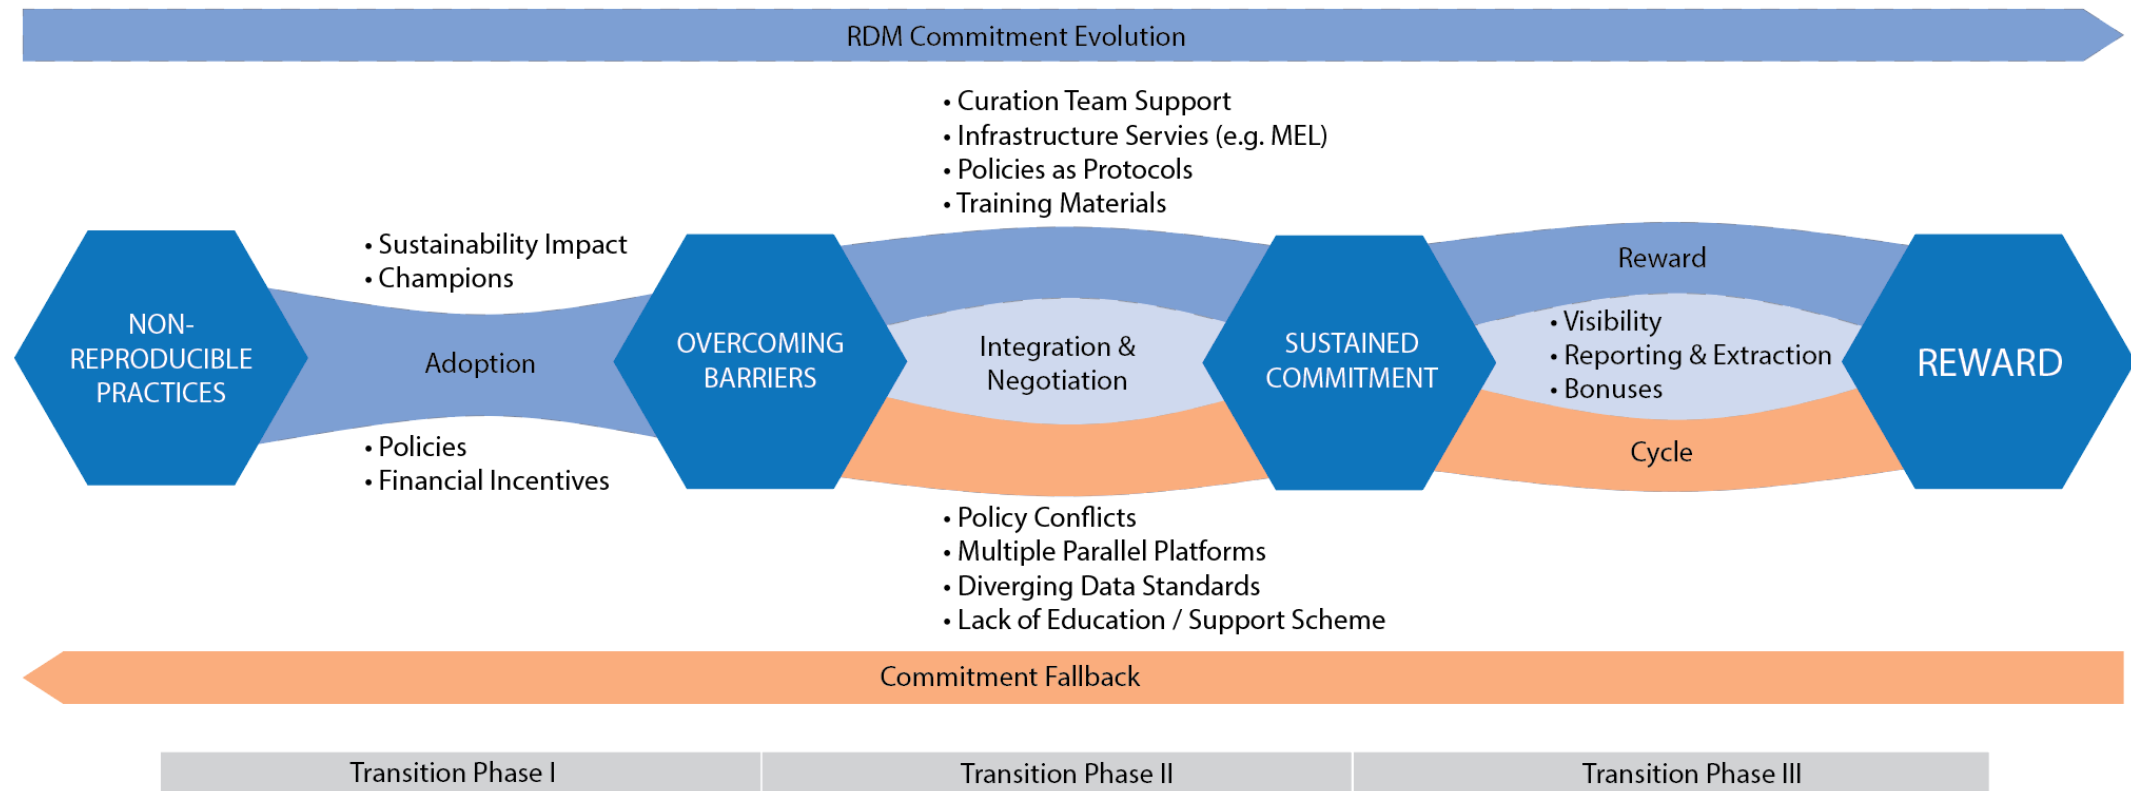 RDM Commitment Evolution
• Curation Team Support
• Infrastructure Servies (e.g. MEL)
• Policies as Protocols
• Training Materials
• Sustainability Impact
• Champions
NON-
REPRODUCIBLE
PRACTICES
Adoption
• Policies
• Financial Incentives
OVERCOMING
BARRIERS
Integration &
Negotiation
SUSTAINED
COMMITMENT
Reward
• Visibility
• Reporting & Extraction
• Bonuses
Cycle
REWARD
• Policy Conflicts
• Multiple Parallel Platforms
• Diverging Data Standards
• Lack of Education / Support Scheme
Commitment Fallback
Transition Phase I
Transition Phase II
Transition Phase III